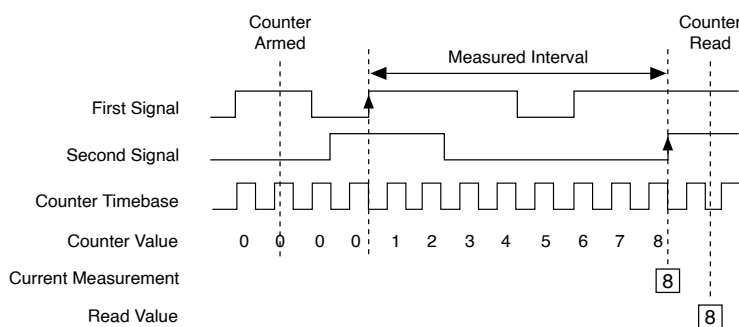 Counter
Armed
Counter
Read
Measured Interval
First Signal
Second Signal
Counter Timebase
Counter Value 0 0 0 0 1 2 3 4 5 6 7 8
Current Measurement 8
Read Value 8